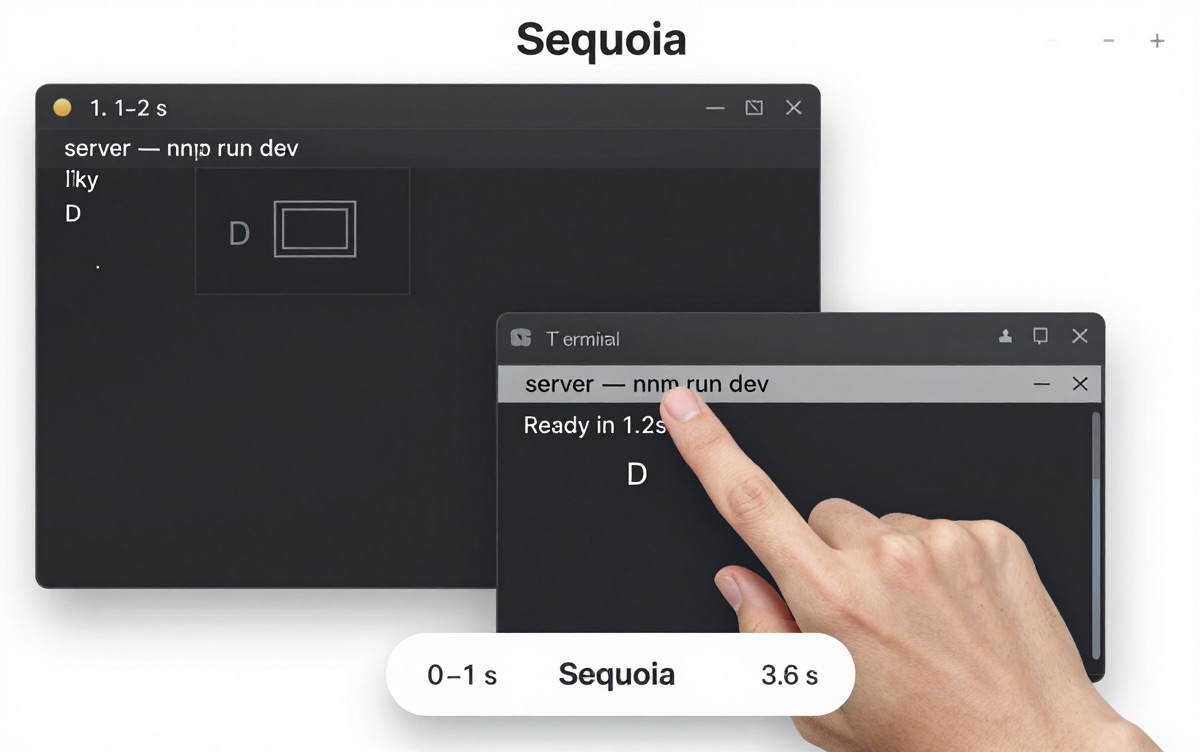 Sequoia
1. 1–2 s
server — nnp run dev
D
D
Terminal
server — nnm run dev
Ready in 1.2s
D
0–1 s Sequoia 3.6 s